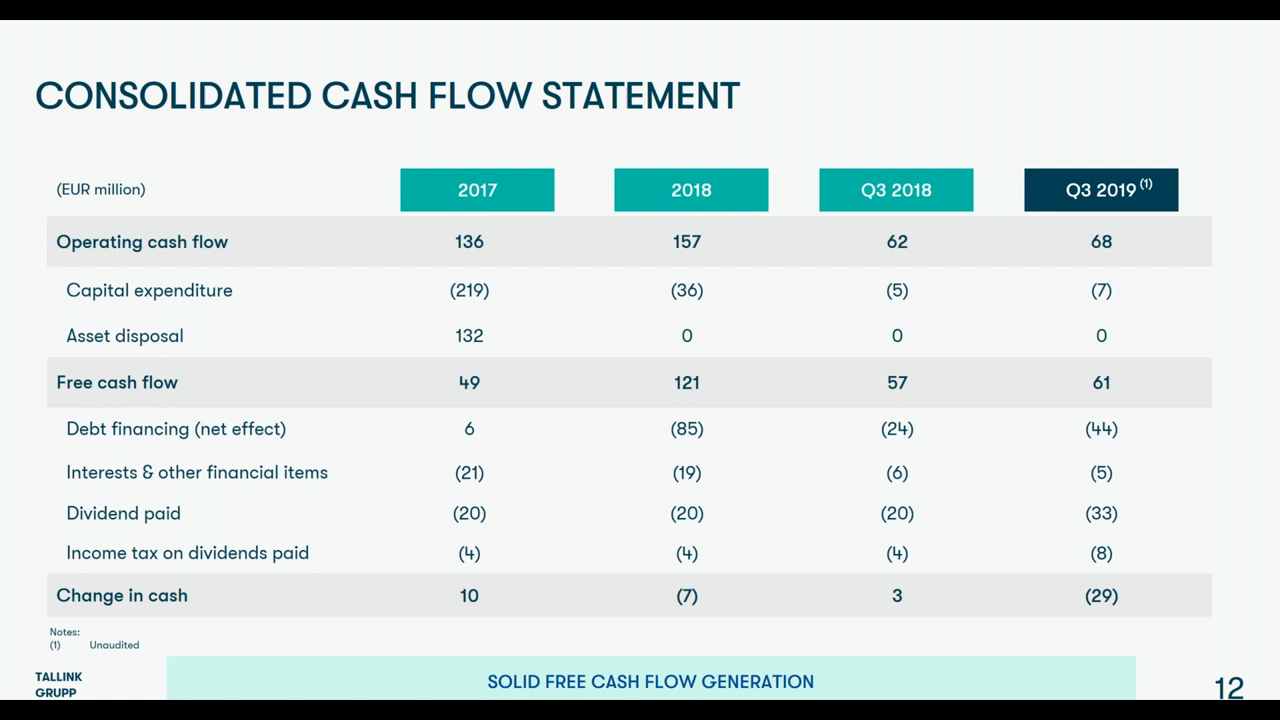 CONSOLIDATED CASH FLOW STATEMENT
(EUR million) 2017 2018 Q3 2018 Q3 2019 (1)
Operating cash flow 136 157 62 68
Capital expenditure (219) (36) (5) (7)
Asset disposal 132 0 0 0
Free cash flow 49 121 57 61
Debt financing (net effect) 6 (85) (24) (44)
Interests & other financial items (21) (19) (6) (5)
Dividend paid (20) (20) (20) (33)
Income tax on dividends paid (4) (4) (4) (8)
Change in cash 10 (7) 3 (29)
Notes:
(1) Unaudited
TALLINK
GRUPP
SOLID FREE CASH FLOW GENERATION
12